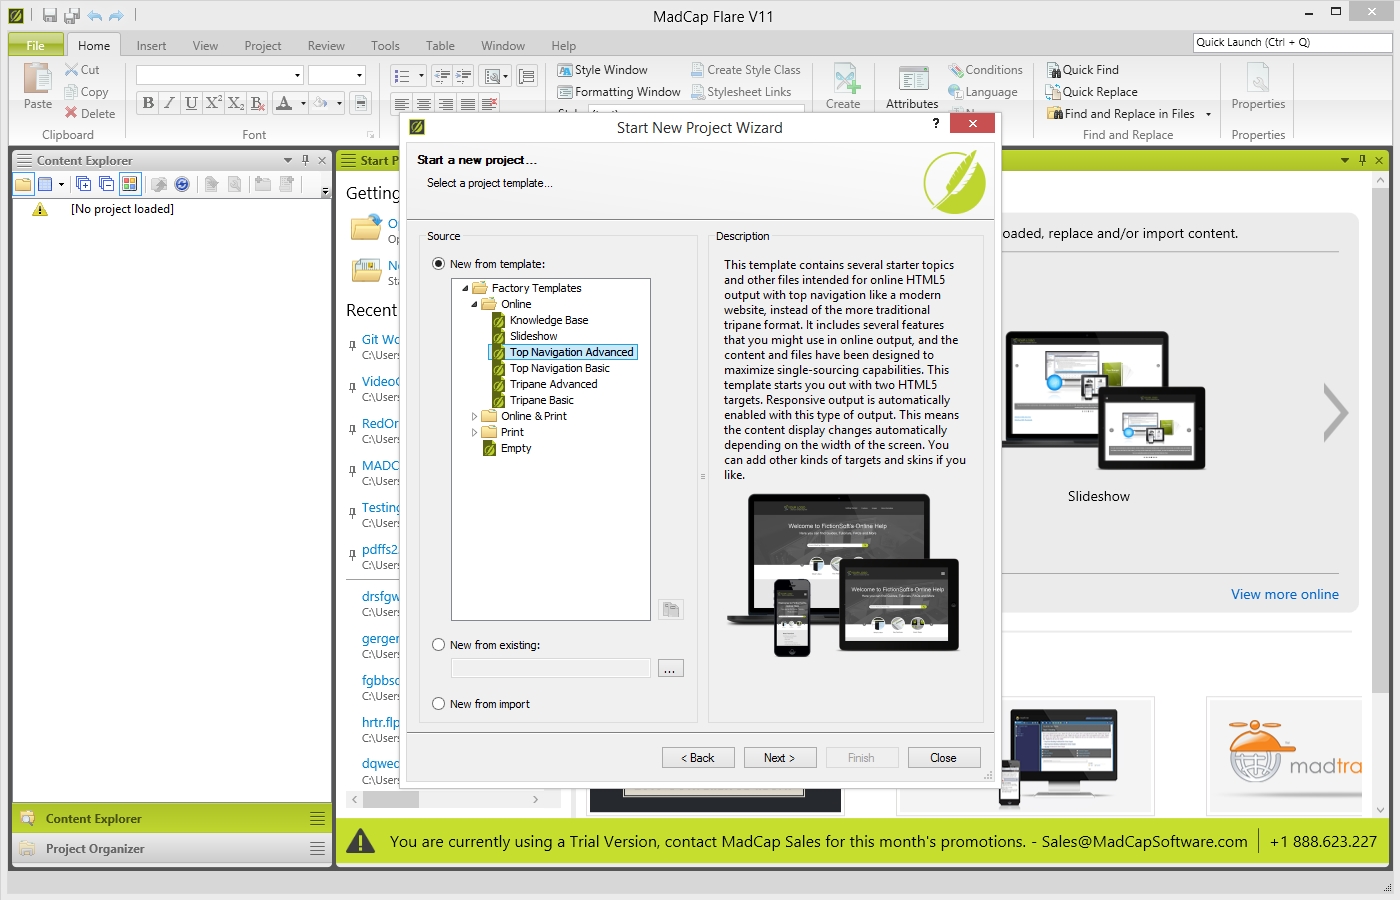 MadCap Flare V11
File
Home
Insert
View
Project
Review
Tools
Table
Window
Help
Quick Launch (Ctrl + Q)
Paste
Cut
Copy
Delete
Clipboard
B I U X² X₂ B
A
Font
Style Window
Formatting Window
Create Style Class
Stylesheet Links
Create
Attributes
Conditions
Language
Quick Find
Quick Replace
Find and Replace in Files
Find and Replace
Properties
Properties
Content Explorer
[No project loaded]
Content Explorer
Project Organizer
Start P
Getting
Op
No
Sta
Recent
Git Wo
C:\Users
VideoC
C:\Users
RedOr
C:\Users
MADC
C:\Users
Testing
C:\Users
pdffs2
C:\Users
drsfgw
C:\Users
gerger
C:\Users
fgbbsc
C:\Users
hrtr.flp
C:\Users
dqwed
C:\Users
Start New Project Wizard
?
Start a new project...
Select a project template...
Source
New from template:
Factory Templates
Online
Knowledge Base
Slideshow
Top Navigation Advanced
Top Navigation Basic
Tripane Advanced
Tripane Basic
Online & Print
Print
Empty
New from existing:
...
New from import
Description
This template contains several starter topics
and other files intended for online HTML5
output with top navigation like a modern
website, instead of the more traditional
tripane format. It includes several features
that you might use in online output, and the
content and files have been designed to
maximize single-sourcing capabilities. This
template starts you out with two HTML5
targets. Responsive output is automatically
enabled with this type of output. This means
the content display changes automatically
depending on the width of the screen. You
can add other kinds of targets and skins if you
like.
Welcome to FictionSoft's Online Help
Welcome to FictionSoft's Online Help
< Back
Next >
Finish
Close
oaded, replace and/or import content.
Slideshow
View more online
madtra
You are currently using a Trial Version, contact MadCap Sales for this month's promotions. - Sales@MadCapSoftware.com
+1 888.623.227